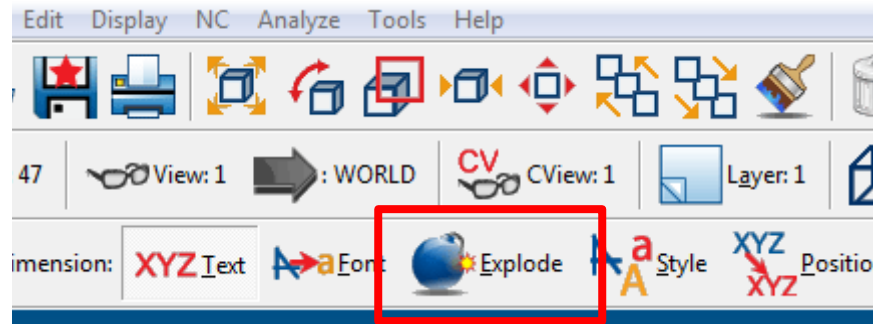 Edit Display NC Analyze Tools Help
47 View: 1 : WORLD CV CView: 1 Layer: 1
imension: XYZ Text A a Font Explode A a A Style XYZ XYZ Positio